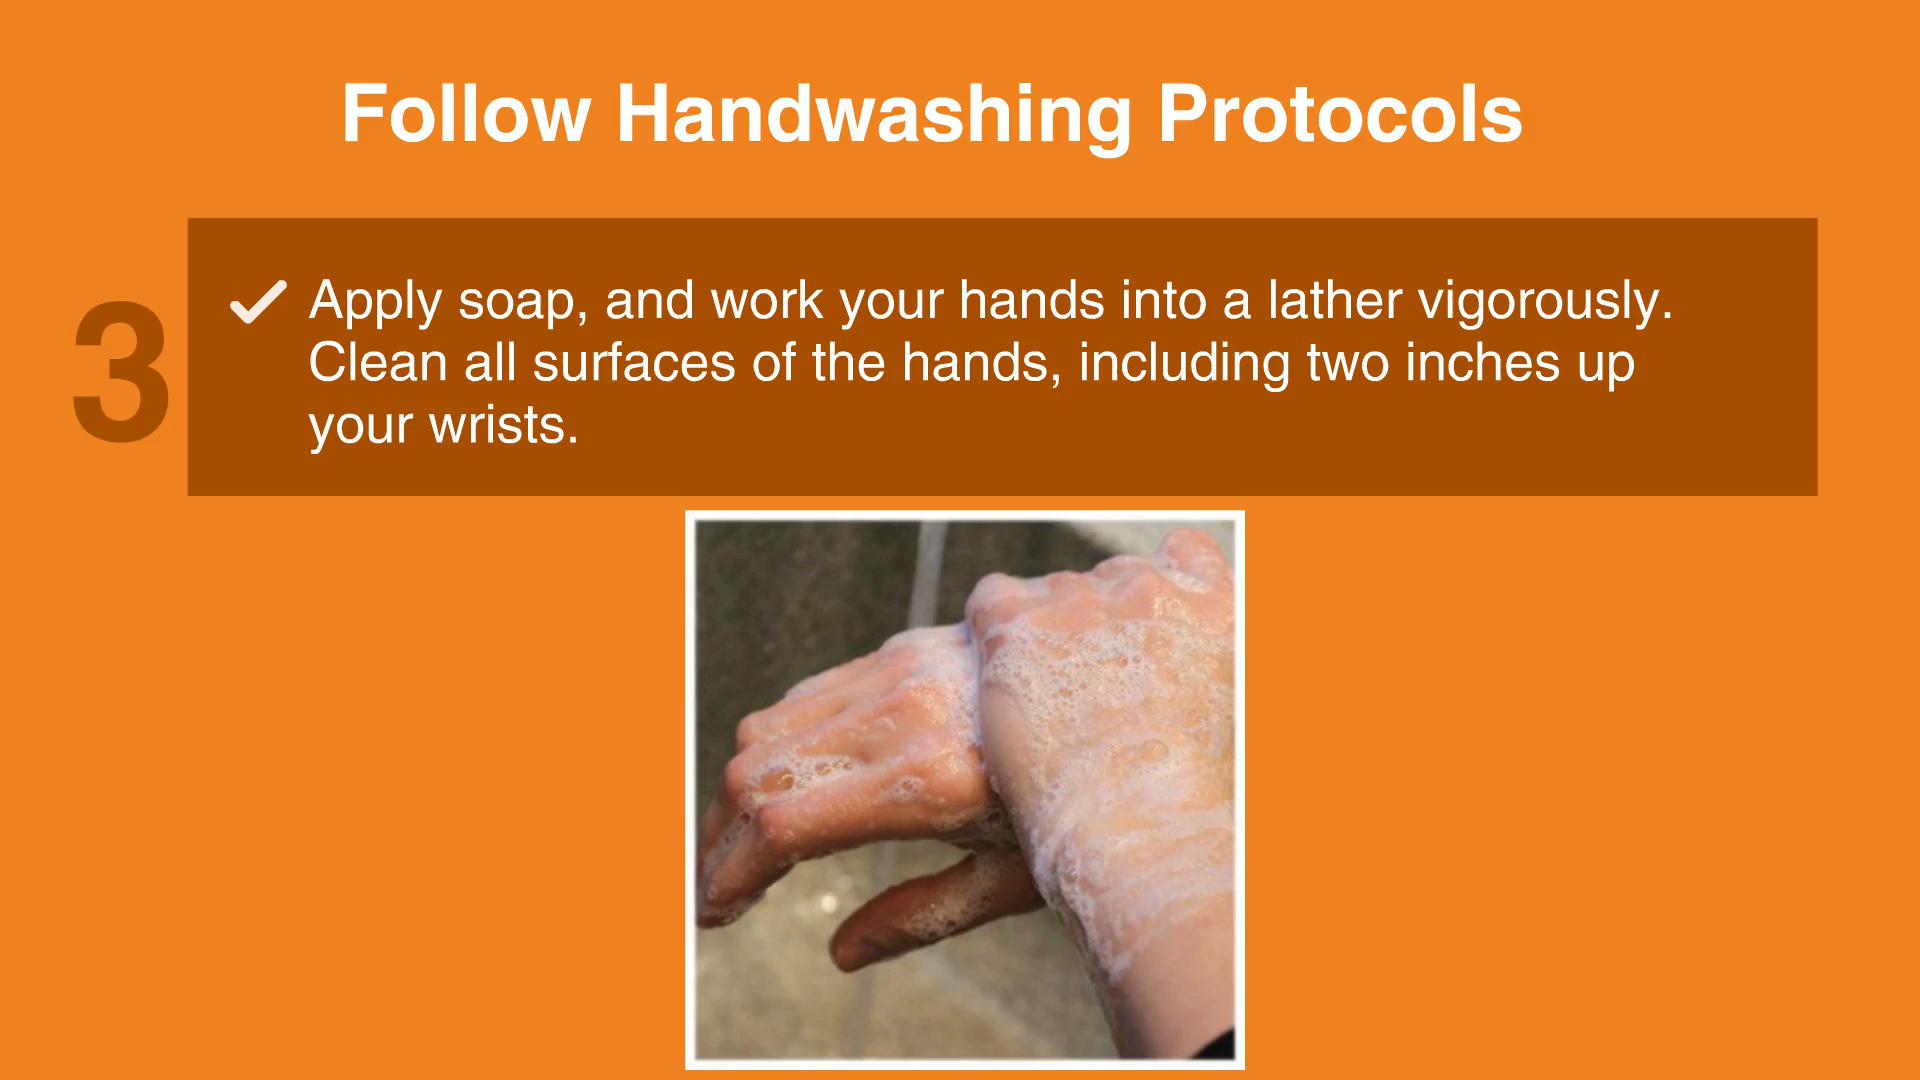 Follow Handwashing Protocols
3
Apply soap, and work your hands into a lather vigorously.
Clean all surfaces of the hands, including two inches up
your wrists.